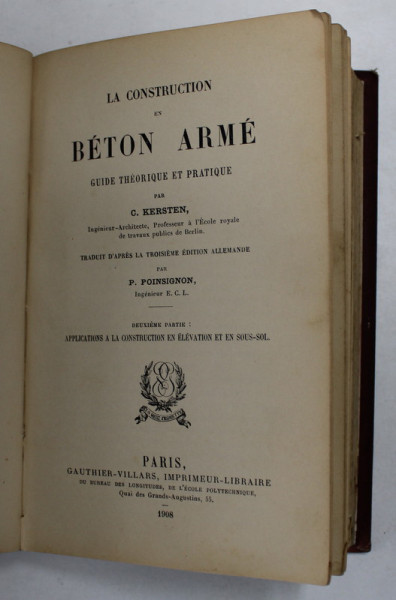 LA CONSTRUCTION
EN
BÉTON ARMÉ
GUIDE THÉORIQUE ET PRATIQUE
PAR
C. KERSTEN,
Ingénieur-Architecte, Professeur à l'École royale
de travaux publics de Berlin.
TRADUIT D'APRÈS LA TROISIÈME ÉDITION ALLEMANDE
PAR
P. POINSIGNON,
Ingénieur E. C. L.
DEUXIÈME PARTIE :
APPLICATIONS A LA CONSTRUCTION EN ÉLÉVATION ET EN SOUS-SOL.
PARIS,
GAUTHIER-VILLARS, IMPRIMEUR-LIBRAIRE
DU BUREAU DES LONGITUDES, DE L'ÉCOLE POLYTECHNIQUE,
Quai des Grands-Augustins, 55.
1908